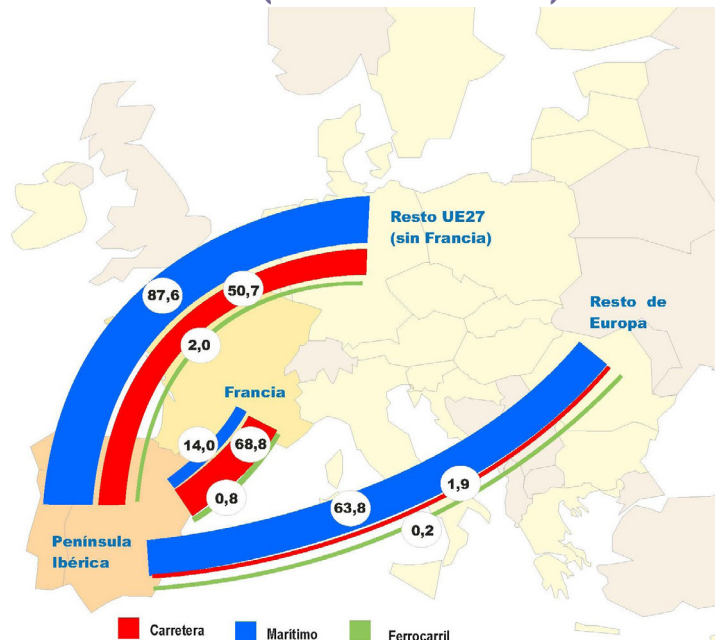 Resto UE27
(sin Francia)
87,6
50,7
2,0
Resto de
Europa
Francia
14,0
68,8
0,8
63,8
1,9
0,2
Península
Ibérica
Carretera
Marítimo
Ferrocarril